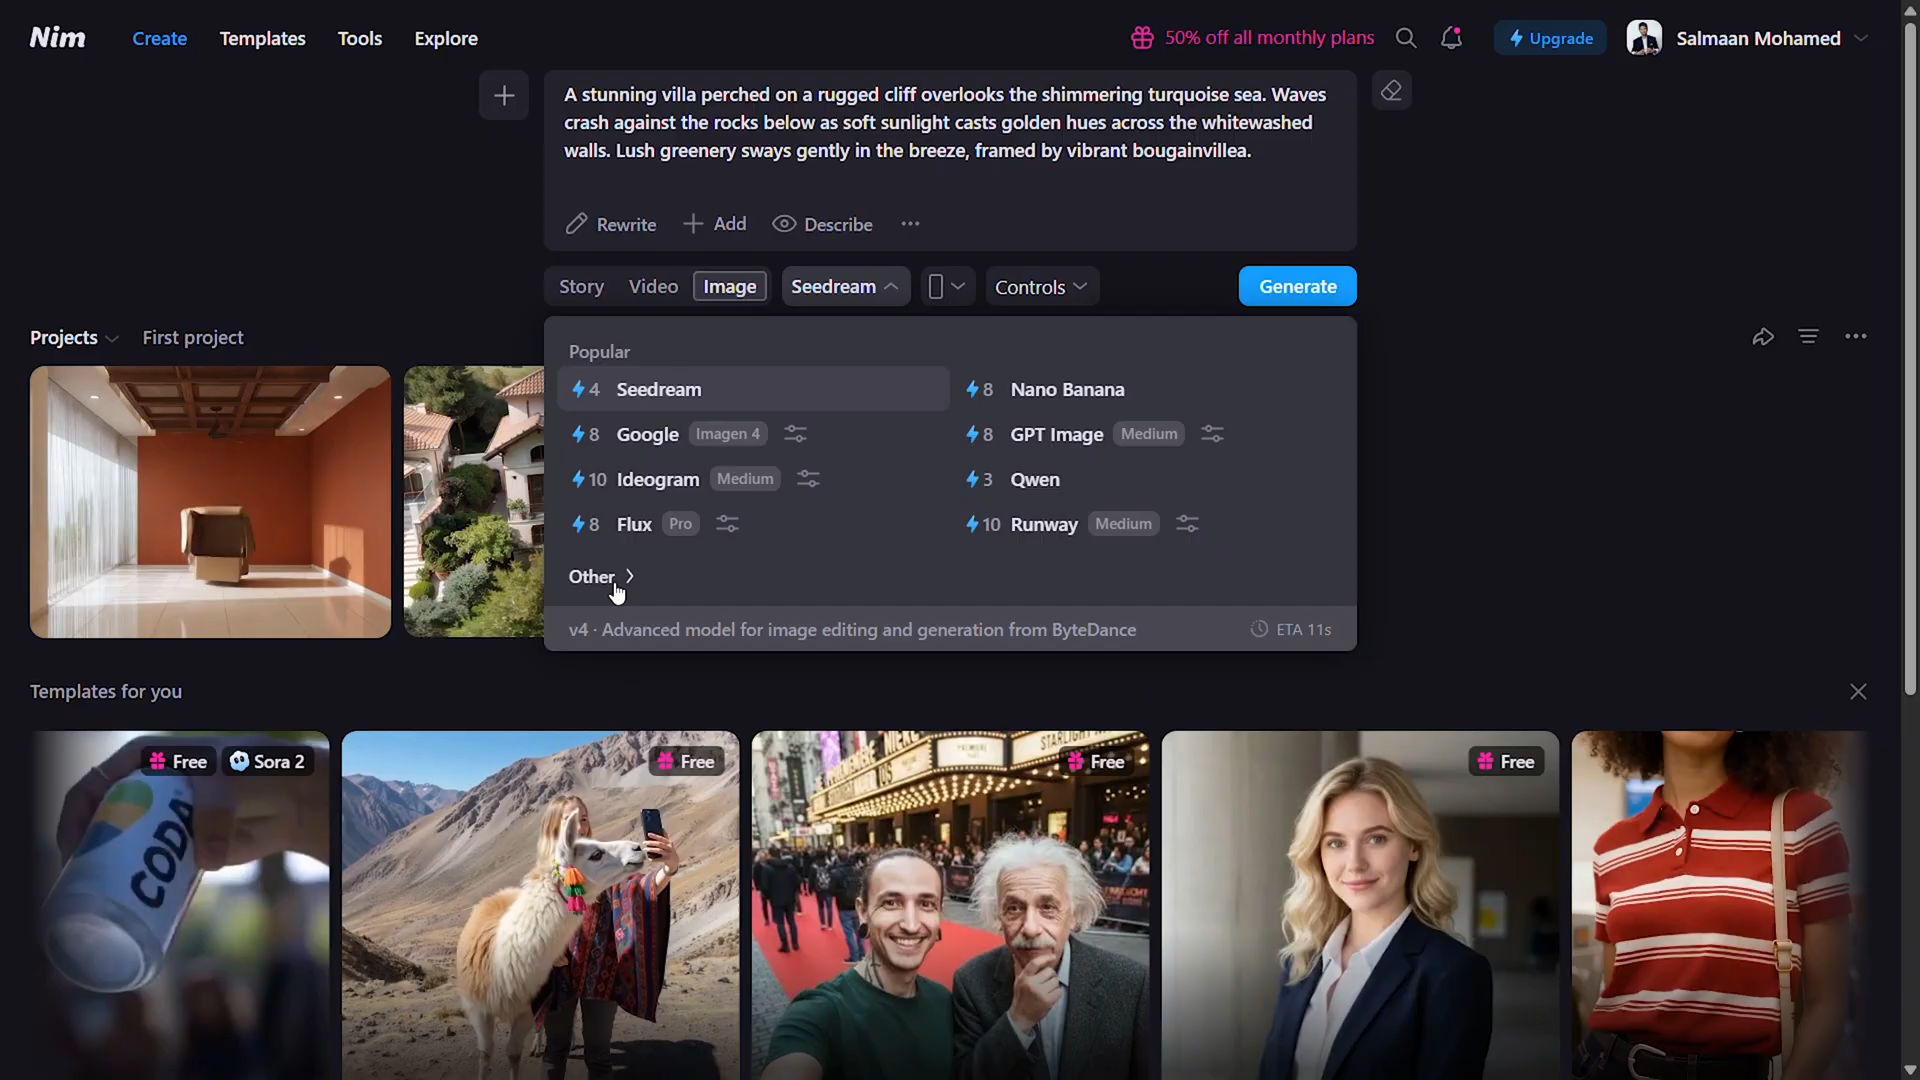 Nim
Create
Templates
Tools
Explore
50% off all monthly plans
Upgrade
Salmaan Mohamed
A stunning villa perched on a rugged cliff overlooks the shimmering turquoise sea. Waves
crash against the rocks below as soft sunlight casts golden hues across the whitewashed
walls. Lush greenery sways gently in the breeze, framed by vibrant bougainvillea.
Rewrite
Add
Describe
Story
Video
Image
Seedream
Controls
Generate
Projects
First project
Popular
4 Seedream
8 Nano Banana
8 Google Imagen 4
8 GPT Image Medium
10 Ideogram Medium
3 Qwen
8 Flux Pro
10 Runway Medium
Other
v4 · Advanced model for image editing and generation from ByteDance
ETA 11s
Templates for you
Free
Sora 2
Free
Free
Free
CODA
PREMIERE
STARLIGHT